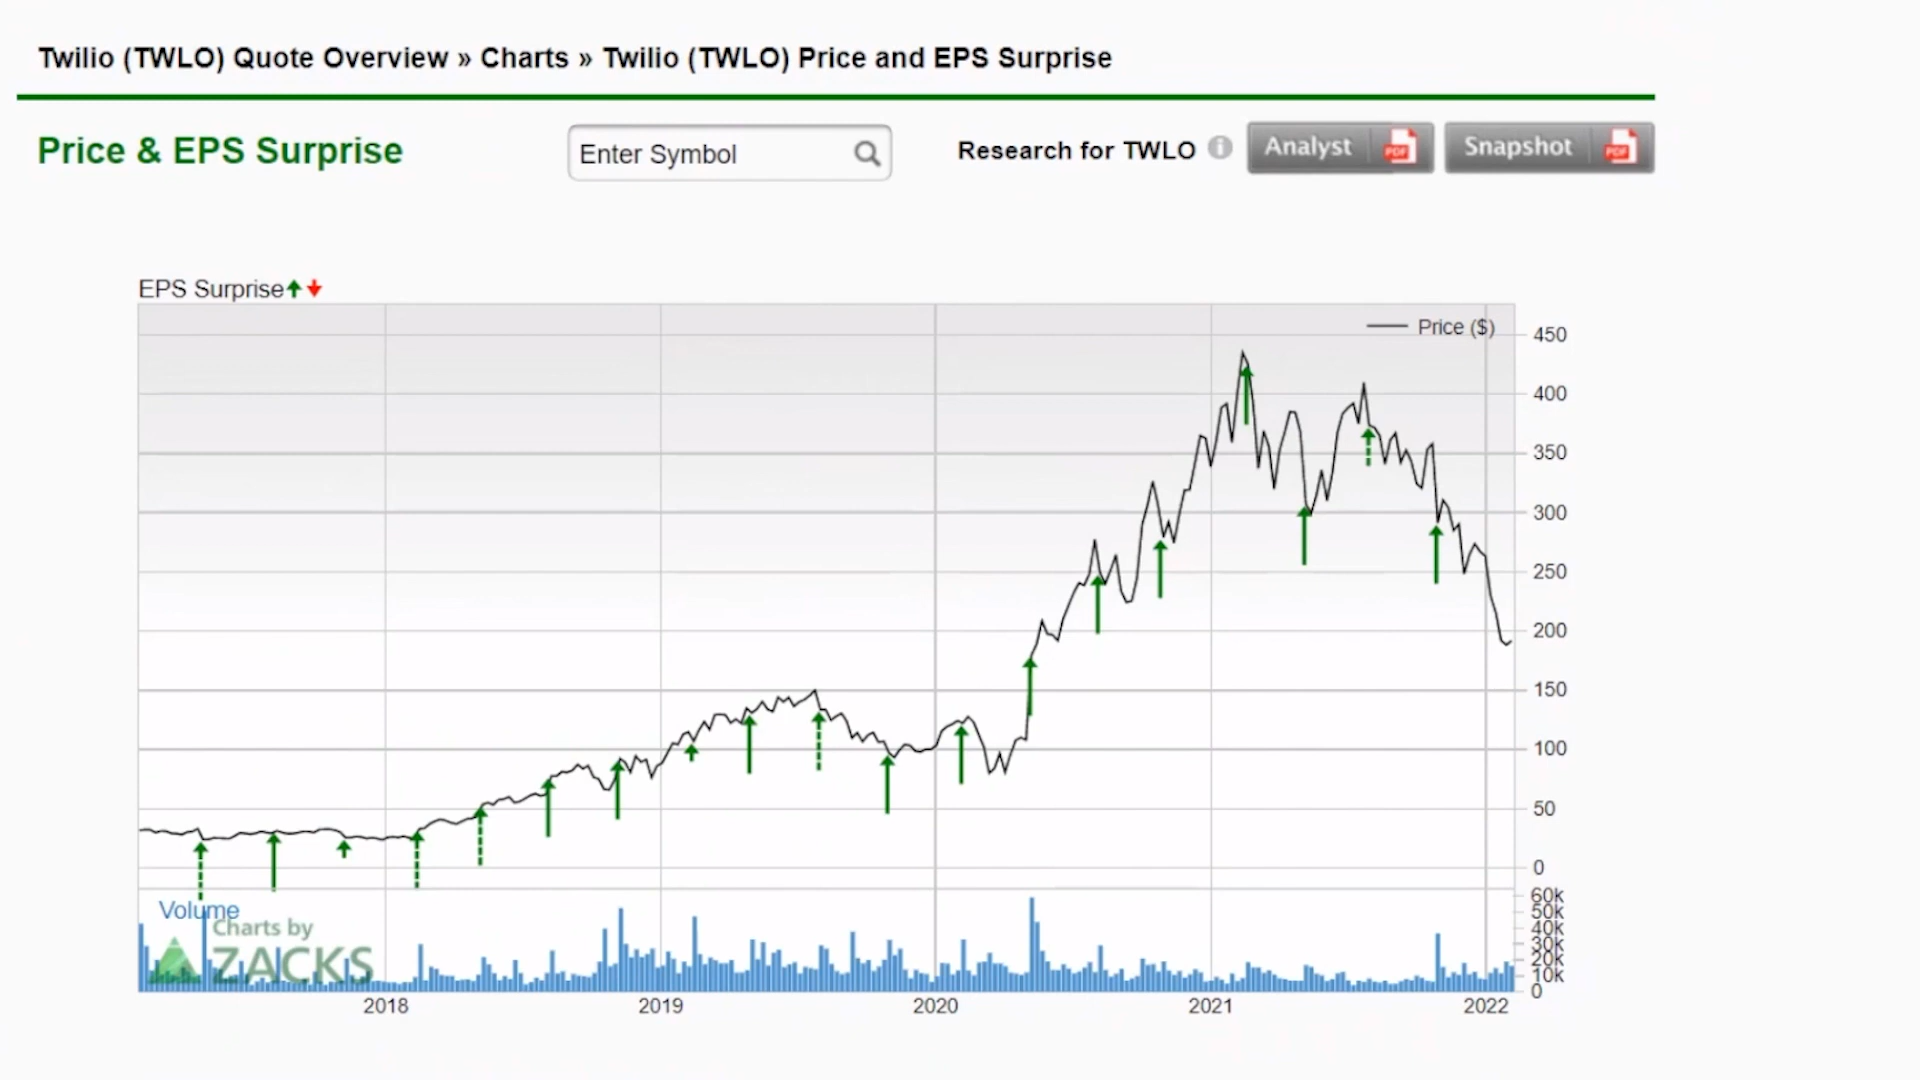 Twilio (TWLO) Quote Overview » Charts » Twilio (TWLO) Price and EPS Surprise
Price & EPS Surprise
Enter Symbol
Research for TWLO
Analyst PDF
Snapshot PDF
EPS Surprise
Price ($)
450
400
350
300
250
200
150
100
50
0
60k
50k
40k
30k
20k
10k
0
Volume
Charts by
ZACKS
2018 2019 2020 2021 2022